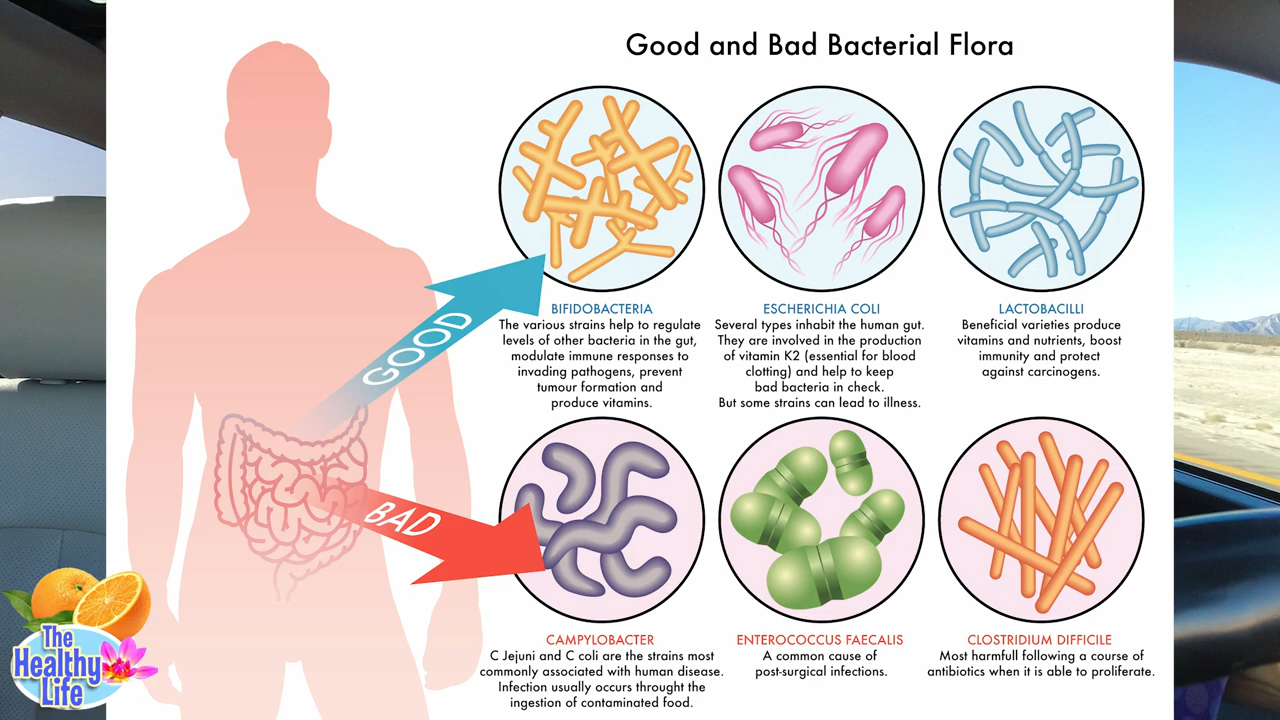 Good and Bad Bacterial Flora
GOOD
BIFIDOBACTERIA
The various strains help to regulate
levels of other bacteria in the gut,
modulate immune responses to
invading pathogens, prevent
tumour formation and
produce vitamins.
ESCHERICHIA COLI
Several types inhabit the human gut.
They are involved in the production
of vitamin K2 (essential for blood
clotting) and help to keep
bad bacteria in check.
But some strains can lead to illness.
LACTOBACILLI
Beneficial varieties produce
vitamins and nutrients, boost
immunity and protect
against carcinogens.
BAD
CAMPYLOBACTER
C Jejuni and C coli are the strains most
commonly associated with human disease.
Infection usually occurs throught the
ingestion of contaminated food.
ENTEROCOCCUS FAECALIS
A common cause of
post-surgical infections.
CLOSTRIDIUM DIFFICILE
Most harmfull following a course of
antibiotics when it is able to proliferate.
The
Healthy
Life